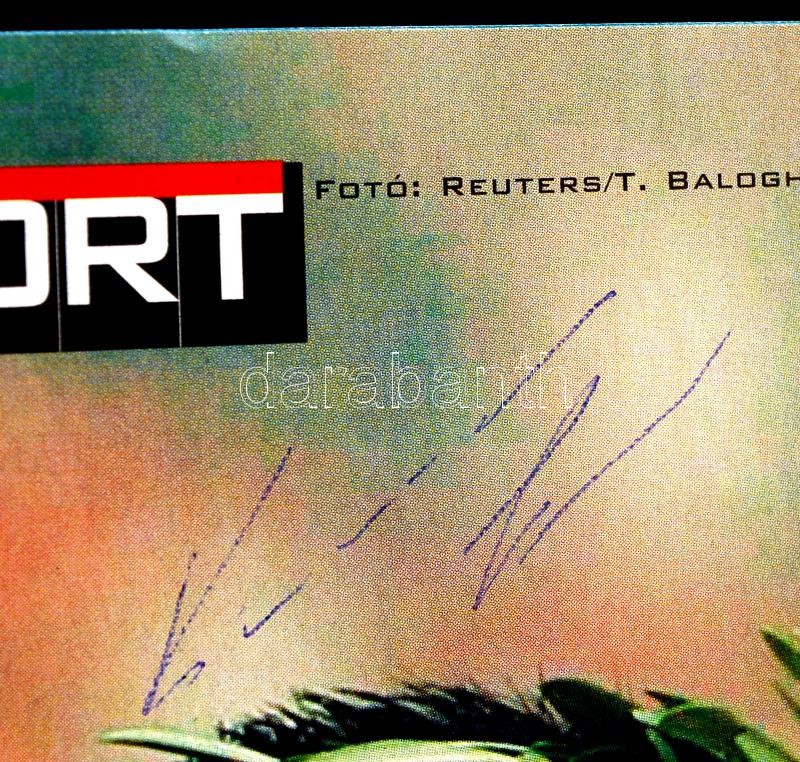 ORT
FOTÓ: REUTERS/T. BALOGH
darabanth